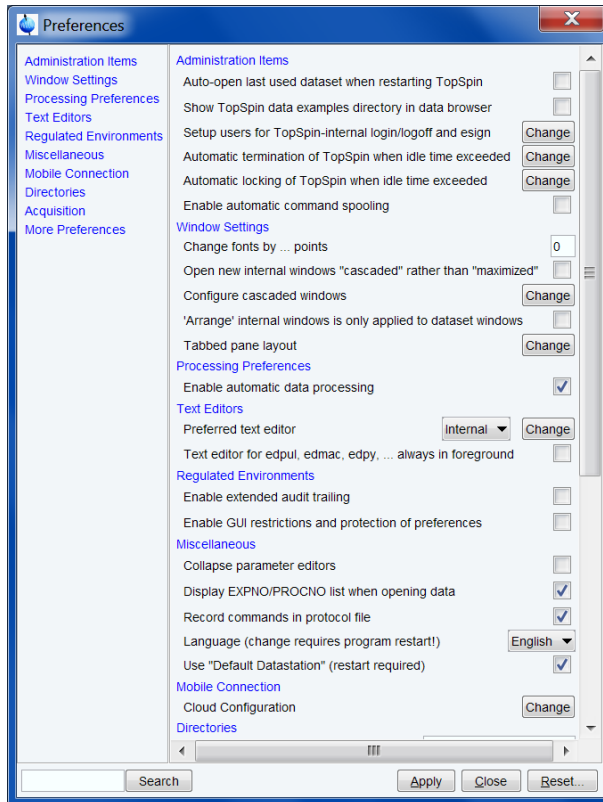 Preferences
Administration Items
Window Settings
Processing Preferences
Text Editors
Regulated Environments
Miscellaneous
Mobile Connection
Directories
Acquisition
More Preferences
Administration Items
Auto-open last used dataset when restarting TopSpin
Show TopSpin data examples directory in data browser
Setup users for TopSpin-internal login/logoff and esign Change
Automatic termination of TopSpin when idle time exceeded Change
Automatic locking of TopSpin when idle time exceeded Change
Enable automatic command spooling
Window Settings
Change fonts by ... points 0
Open new internal windows "cascaded" rather than "maximized"
Configure cascaded windows Change
'Arrange' internal windows is only applied to dataset windows
Tabbed pane layout Change
Processing Preferences
Enable automatic data processing
Text Editors
Preferred text editor Internal Change
Text editor for edpul, edmac, edpy, ... always in foreground
Regulated Environments
Enable extended audit trailing
Enable GUI restrictions and protection of preferences
Miscellaneous
Collapse parameter editors
Display EXPNO/PROCNO list when opening data
Record commands in protocol file
Language (change requires program restart!) English
Use "Default Datastation" (restart required)
Mobile Connection
Cloud Configuration Change
Directories
Search Apply Close Reset...